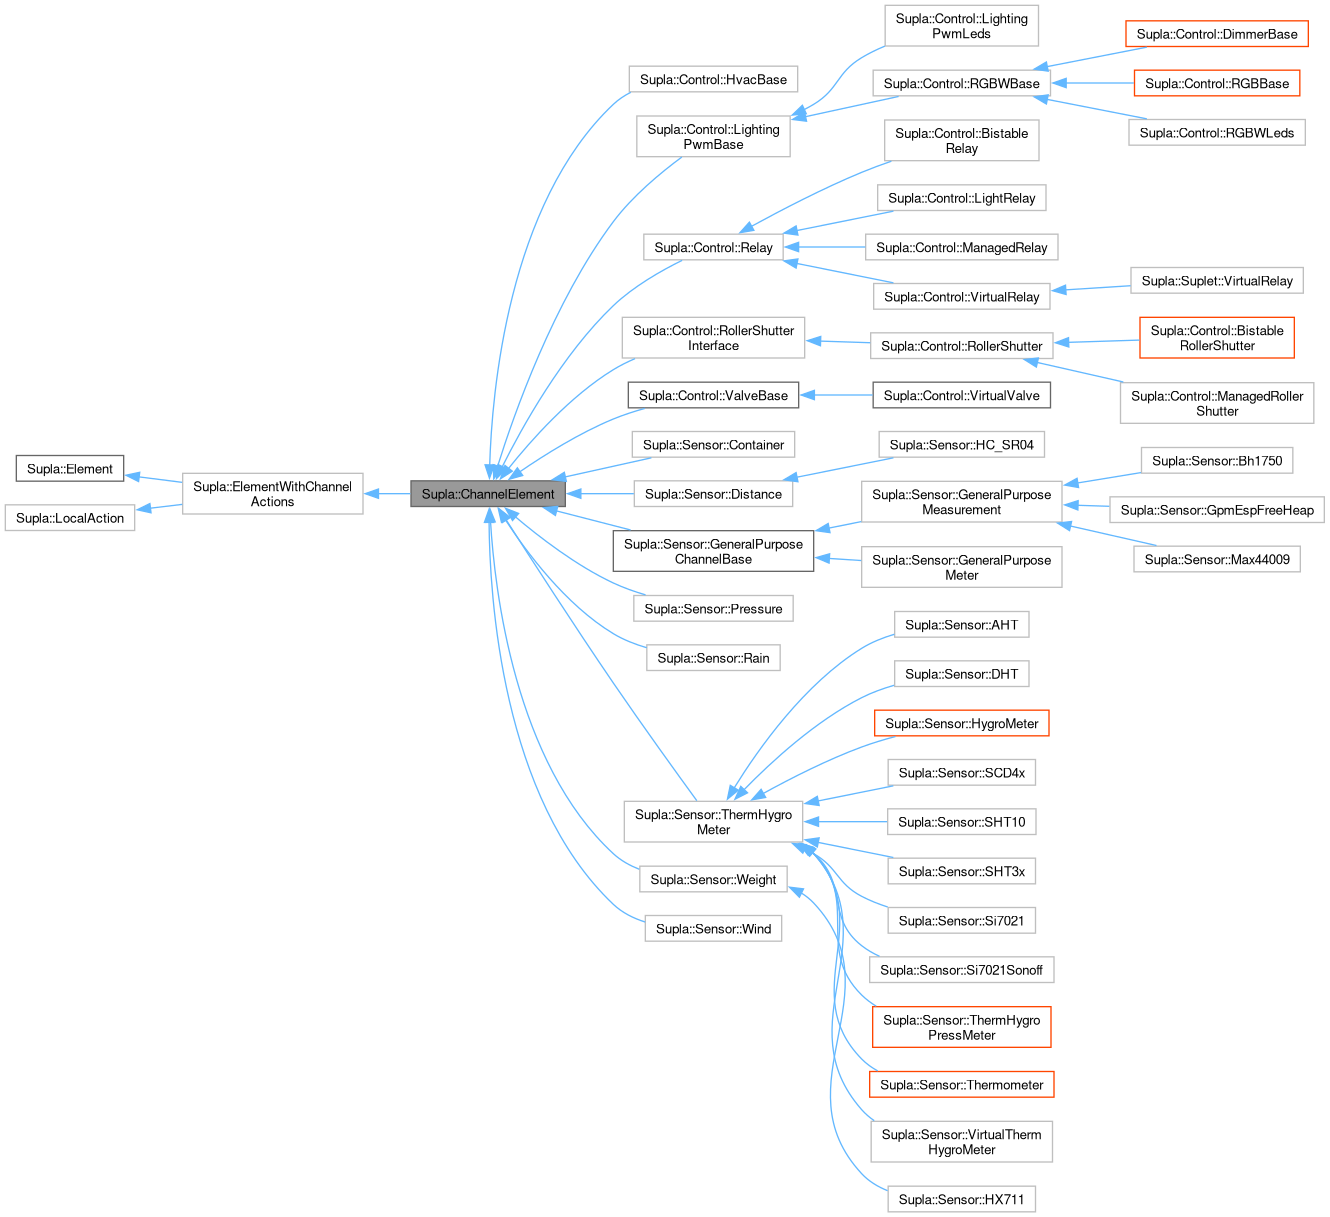 Supla::Element
Supla::LocalAction
Supla::ElementWithChannel
Actions
Supla::ChannelElement
Supla::Control::HvacBase
Supla::Control::Lighting
PwmBase
Supla::Control::Relay
Supla::Control::RollerShutter
Interface
Supla::Control::ValveBase
Supla::Sensor::Container
Supla::Sensor::Distance
Supla::Sensor::GeneralPurpose
ChannelBase
Supla::Sensor::Pressure
Supla::Sensor::Rain
Supla::Sensor::ThermHygro
Meter
Supla::Sensor::Weight
Supla::Sensor::Wind
Supla::Control::Lighting
PwmLeds
Supla::Control::RGBWBase
Supla::Control::Bistable
Relay
Supla::Control::LightRelay
Supla::Control::ManagedRelay
Supla::Control::VirtualRelay
Supla::Control::RollerShutter
Supla::Control::VirtualValve
Supla::Sensor::HC_SR04
Supla::Sensor::GeneralPurpose
Measurement
Supla::Sensor::GeneralPurpose
Meter
Supla::Sensor::AHT
Supla::Sensor::DHT
Supla::Sensor::HygroMeter
Supla::Sensor::SCD4x
Supla::Sensor::SHT10
Supla::Sensor::SHT3x
Supla::Sensor::Si7021
Supla::Sensor::Si7021Sonoff
Supla::Sensor::ThermHygro
PressMeter
Supla::Sensor::Thermometer
Supla::Sensor::VirtualTherm
HygroMeter
Supla::Sensor::HX711
Supla::Control::DimmerBase
Supla::Control::RGBBase
Supla::Control::RGBWLeds
Supla::Suplet::VirtualRelay
Supla::Control::Bistable
RollerShutter
Supla::Control::ManagedRoller
Shutter
Supla::Sensor::Bh1750
Supla::Sensor::GpmEspFreeHeap
Supla::Sensor::Max44009